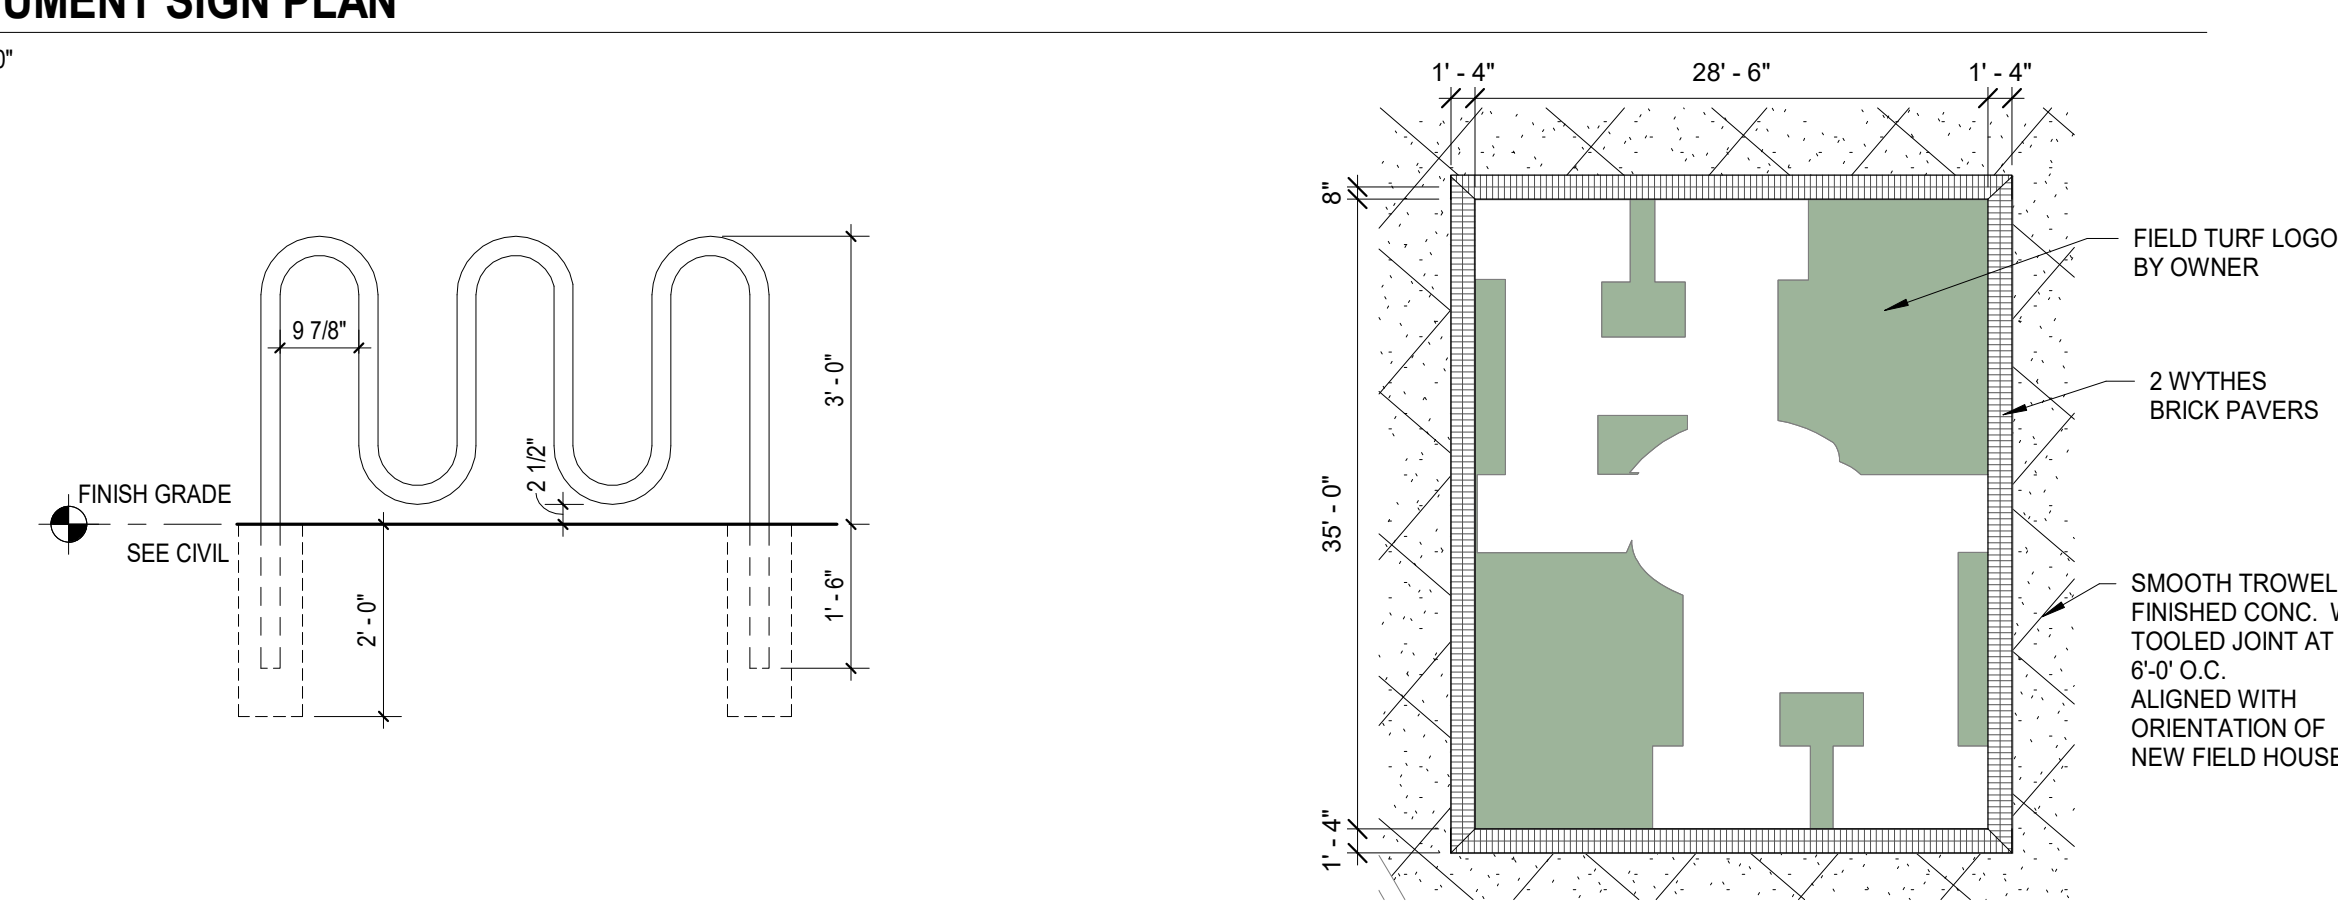 SIGN PLAN
0"
1' - 4"
28' - 6"
1' - 4"
8"
35' - 0"
1' - 4"
FIELD TURF LOGO
BY OWNER
2 WYTHES
BRICK PAVERS
SMOOTH TROWEL
FINISHED CONC. W
TOOLED JOINT AT
6'-0' O.C.
ALIGNED WITH
ORIENTATION OF
NEW FIELD HOUSE
9 7/8"
2 1/2"
3' - 0"
1' - 6"
2' - 0"
FINISH GRADE
SEE CIVIL